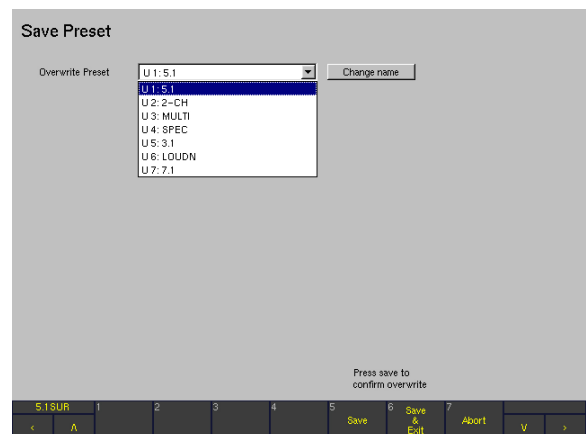 Save Preset
Overwrite Preset
U 1: 5.1
Change name
U 1: 5.1
U 2: 2-CH
U 3: MULTI
U 4: SPEC
U 5: 3.1
U 6: LOUDN
U 7: 7.1
Press save to
confirm overwrite
5.1SUR
1
2
3
4
5
Save
6
Save
&
Exit
7
Abort
< Λ
V >